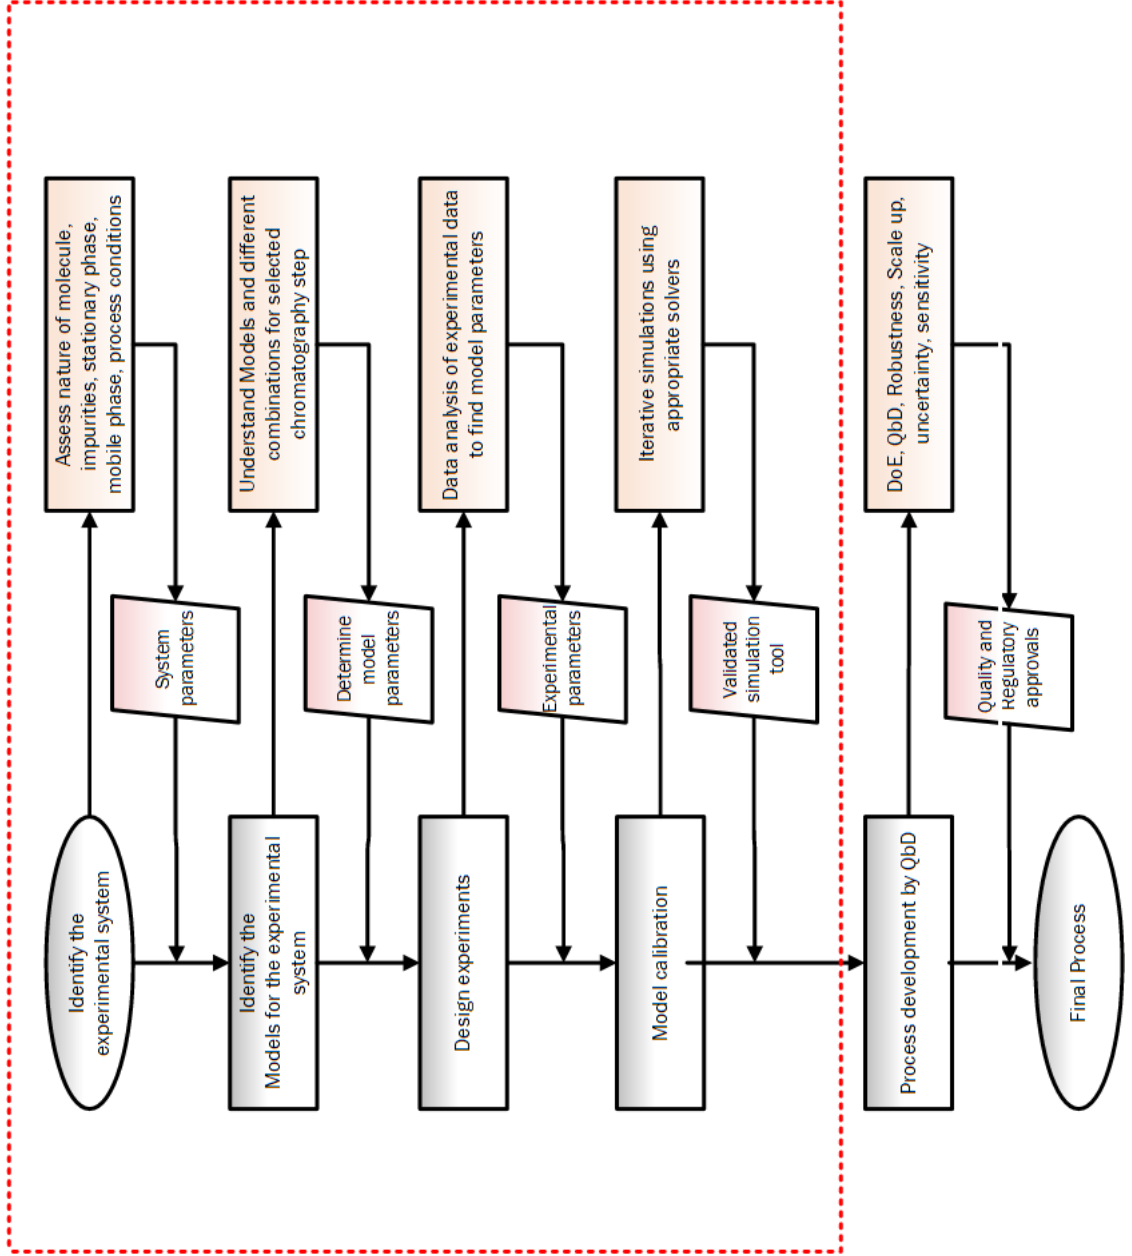 Identify the
experimental system
Assess nature of molecule,
impurities, stationary phase,
mobile phase, process conditions
System
parameters
Identify the
Models for the experimental
system
Understand Models and different
combinations for selected
chromatography step
Determine
model
parameters
Design experiments
Data analysis of experimental data
to find model parameters
Experimental
parameters
Model calibration
Iterative simulations using
appropriate solvers
Validated
simulation
tool
Process development by QbD
DoE, QbD, Robustness, Scale up,
uncertainty, sensitivity
Quality and
Regulatory
approvals
Final Process